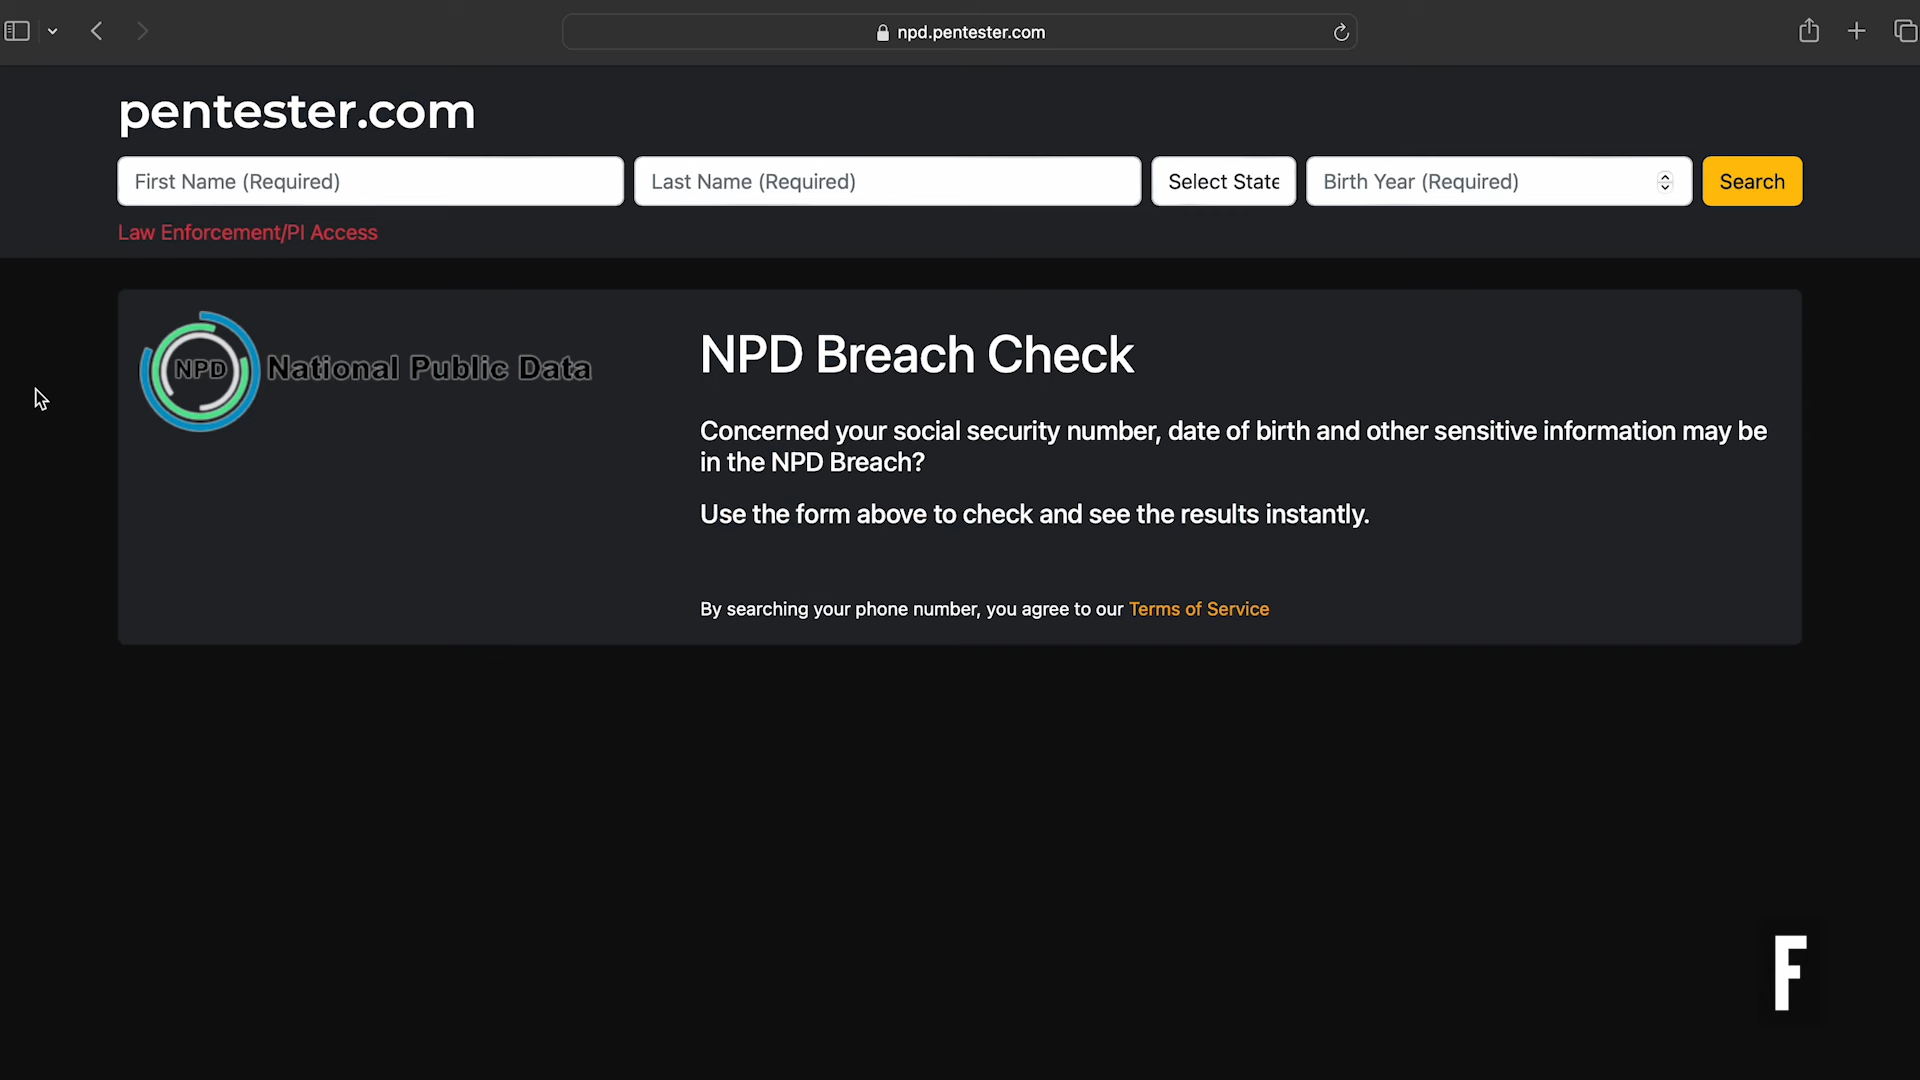 npd.pentester.com
pentester.com
First Name (Required)
Last Name (Required)
Select State
Birth Year (Required)
Search
Law Enforcement/PI Access
NPD
National Public Data
NPD Breach Check
Concerned your social security number, date of birth and other sensitive information may be
in the NPD Breach?
Use the form above to check and see the results instantly.
By searching your phone number, you agree to our Terms of Service
F